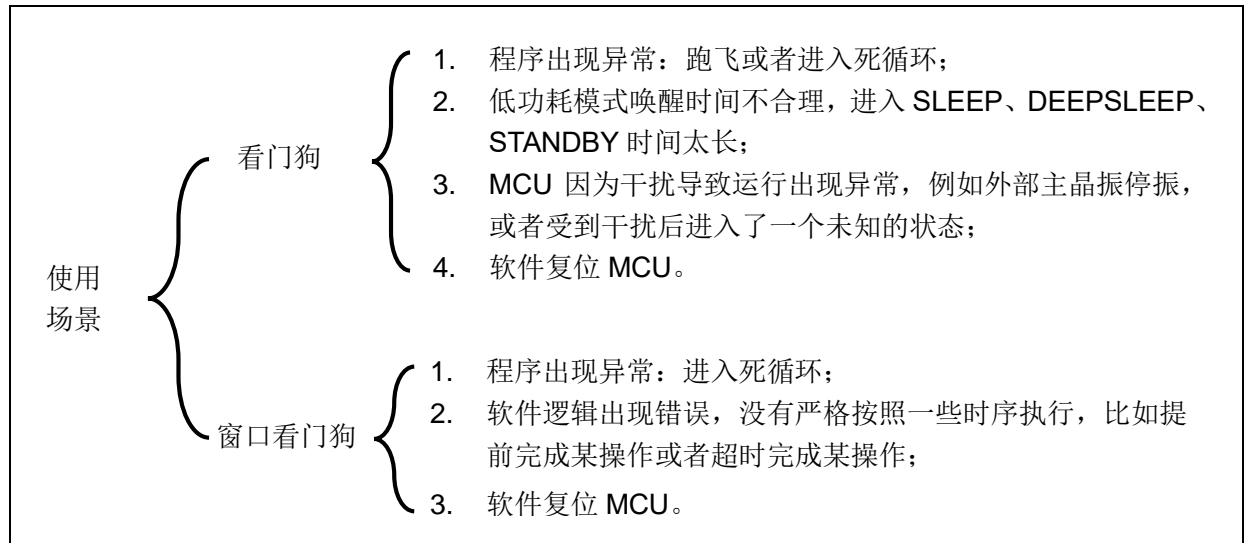 1. 程序出现异常：跑飞或者进入死循环；
2. 低功耗模式唤醒时间不合理，进入 SLEEP、DEEPSLEEP、
STANDBY 时间太长；
看门狗
3. MCU 因为干扰导致运行出现异常，例如外部主晶振停振，
或者受到干扰后进入了一个未知的状态；
4. 软件复位 MCU。
使用
场景
1. 程序出现异常：进入死循环；
2. 软件逻辑出现错误，没有严格按照一些时序执行，比如提
窗口看门狗
前完成某操作或者超时完成某操作；
3. 软件复位 MCU。